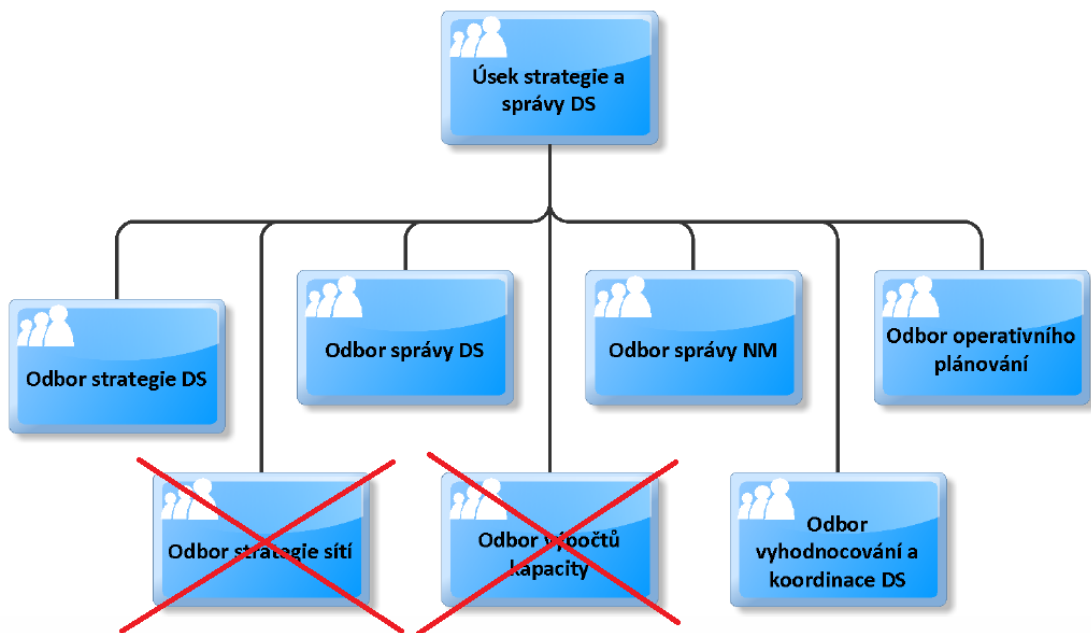 Úsek strategie a
správy DS
Odbor strategie DS
Odbor správy DS
Odbor správy NM
Odbor operativního
plánování
Odbor strategie sítí
Odbor výpočtů
kapacity
Odbor
vyhodnocování a
koordinace DS